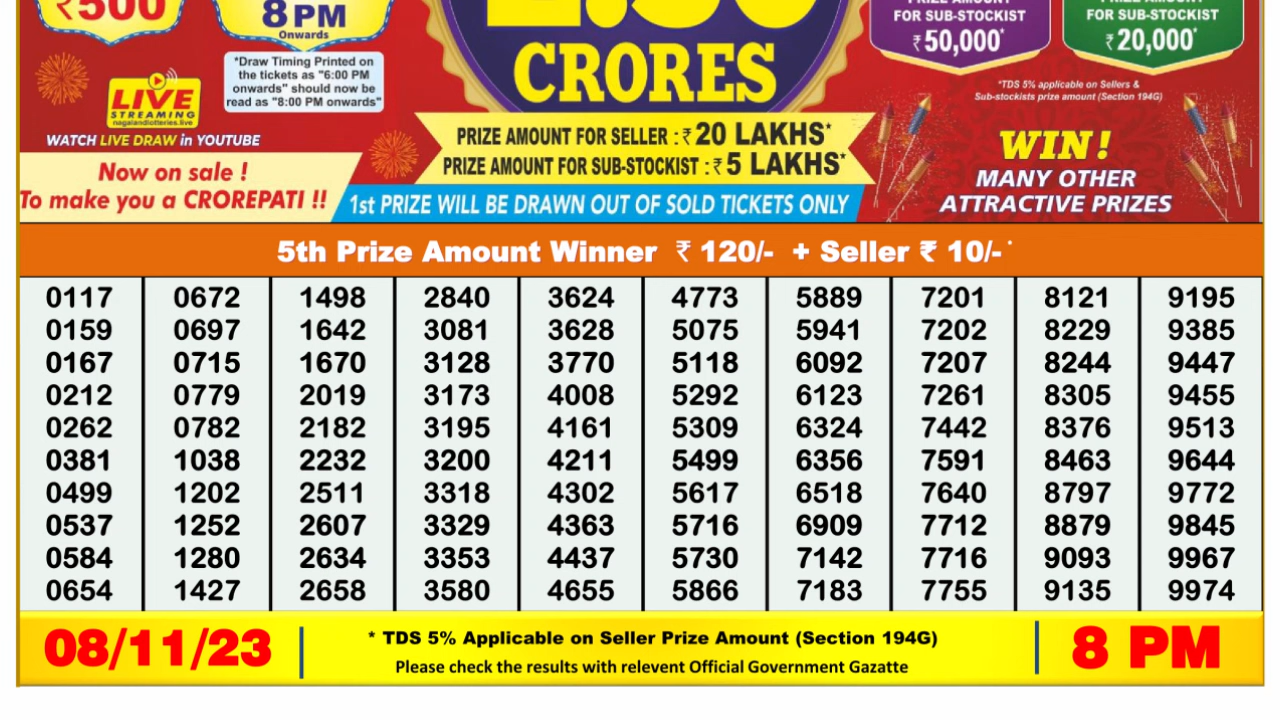 ₹500
8 PM
Onwards
*Draw Timing Printed on
the tickets as "6:00 PM
onwards" should now be
read as "8:00 PM onwards"
LIVE
STREAMING
nagalandlotteries.live
WATCH LIVE DRAW in YOUTUBE
Now on sale !
To make you a CROREPATI !!
CRORES
PRIZE AMOUNT FOR SELLER : ₹ 20 LAKHS*
PRIZE AMOUNT FOR SUB-STOCKIST : ₹ 5 LAKHS*
1st PRIZE WILL BE DRAWN OUT OF SOLD TICKETS ONLY
PRIZE AMOUNT
FOR SUB-STOCKIST
₹ 50,000*
PRIZE AMOUNT
FOR SUB-STOCKIST
₹ 20,000*
*TDS 5% applicable on Sellers &
Sub-stockists prize amount (Section 194G)
WIN !
MANY OTHER
ATTRACTIVE PRIZES
5th Prize Amount Winner ₹ 120/- + Seller ₹ 10/-*
0117 0672 1498 2840 3624 4773 5889 7201 8121 9195
0159 0697 1642 3081 3628 5075 5941 7202 8229 9385
0167 0715 1670 3128 3770 5118 6092 7207 8244 9447
0212 0779 2019 3173 4008 5292 6123 7261 8305 9455
0262 0782 2182 3195 4161 5309 6324 7442 8376 9513
0381 1038 2232 3200 4211 5499 6356 7591 8463 9644
0499 1202 2511 3318 4302 5617 6518 7640 8797 9772
0537 1252 2607 3329 4363 5716 6909 7712 8879 9845
0584 1280 2634 3353 4437 5730 7142 7716 9093 9967
0654 1427 2658 3580 4655 5866 7183 7755 9135 9974
08/11/23
* TDS 5% Applicable on Seller Prize Amount (Section 194G)
Please check the results with relevent Official Government Gazatte
8 PM